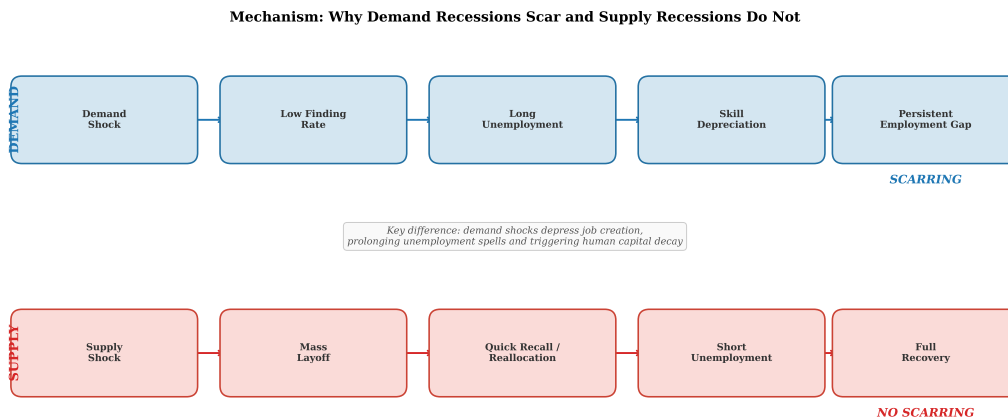 Mechanism: Why Demand Recessions Scar and Supply Recessions Do Not
DEMAND
Demand
Shock
Low Finding
Rate
Long
Unemployment
Skill
Depreciation
Persistent
Employment Gap
SCARRING
Key difference: demand shocks depress job creation,
prolonging unemployment spells and triggering human capital decay
SUPPLY
Supply
Shock
Mass
Layoff
Quick Recall /
Reallocation
Short
Unemployment
Full
Recovery
NO SCARRING